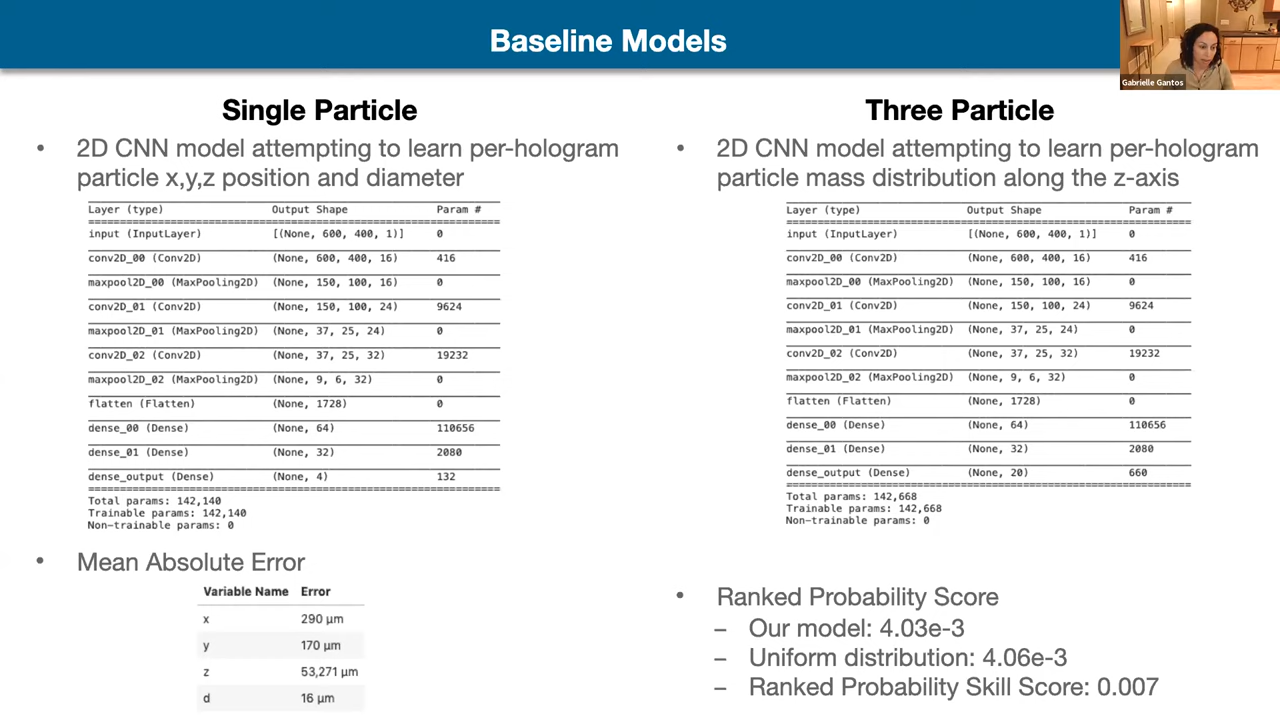 Baseline Models
Gabrielle Gantos
Single Particle
• 2D CNN model attempting to learn per-hologram
particle x,y,z position and diameter
Layer (type) Output Shape Param #
input (InputLayer) [(None, 600, 400, 1)] 0
conv2D_00 (Conv2D) (None, 600, 400, 16) 416
maxpool2D_00 (MaxPooling2D) (None, 150, 100, 16) 0
conv2D_01 (Conv2D) (None, 150, 100, 24) 9624
maxpool2D_01 (MaxPooling2D) (None, 37, 25, 24) 0
conv2D_02 (Conv2D) (None, 37, 25, 32) 19232
maxpool2D_02 (MaxPooling2D) (None, 9, 6, 32) 0
flatten (Flatten) (None, 1728) 0
dense_00 (Dense) (None, 64) 110656
dense_01 (Dense) (None, 32) 2080
dense_output (Dense) (None, 4) 132
Total params: 142,140
Trainable params: 142,140
Non-trainable params: 0
• Mean Absolute Error
Variable Name Error
x 290 μm
y 170 μm
z 53,271 μm
d 16 μm
Three Particle
• 2D CNN model attempting to learn per-hologram
particle mass distribution along the z-axis
Layer (type) Output Shape Param #
input (InputLayer) [(None, 600, 400, 1)] 0
conv2D_00 (Conv2D) (None, 600, 400, 16) 416
maxpool2D_00 (MaxPooling2D) (None, 150, 100, 16) 0
conv2D_01 (Conv2D) (None, 150, 100, 24) 9624
maxpool2D_01 (MaxPooling2D) (None, 37, 25, 24) 0
conv2D_02 (Conv2D) (None, 37, 25, 32) 19232
maxpool2D_02 (MaxPooling2D) (None, 9, 6, 32) 0
flatten (Flatten) (None, 1728) 0
dense_00 (Dense) (None, 64) 110656
dense_01 (Dense) (None, 32) 2080
dense_output (Dense) (None, 20) 660
Total params: 142,668
Trainable params: 142,668
Non-trainable params: 0
• Ranked Probability Score
– Our model: 4.03e-3
– Uniform distribution: 4.06e-3
– Ranked Probability Skill Score: 0.007